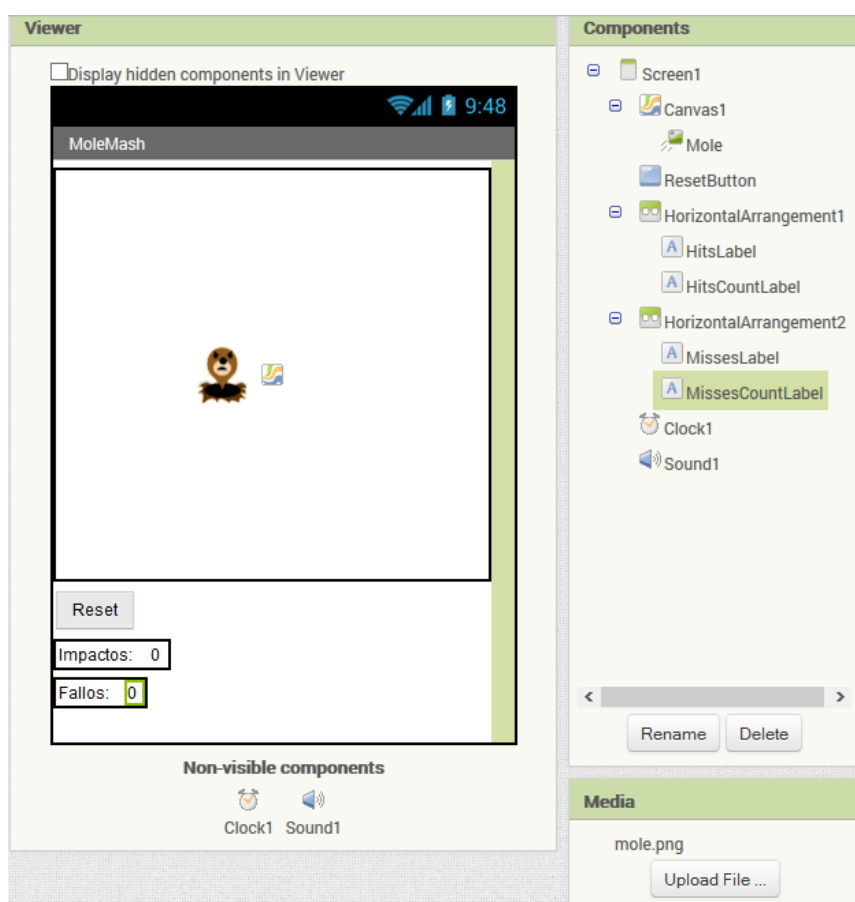 Viewer
Display hidden components in Viewer
9:48
MoleMash
Reset
Impactos: 0
Fallos: 0
Non-visible components
Clock1 Sound1
Components
Screen1
Canvas1
Mole
ResetButton
HorizontalArrangement1
A HitsLabel
A HitsCountLabel
HorizontalArrangement2
A MissesLabel
A MissesCountLabel
Clock1
Sound1
Rename Delete
Media
mole.png
Upload File ...